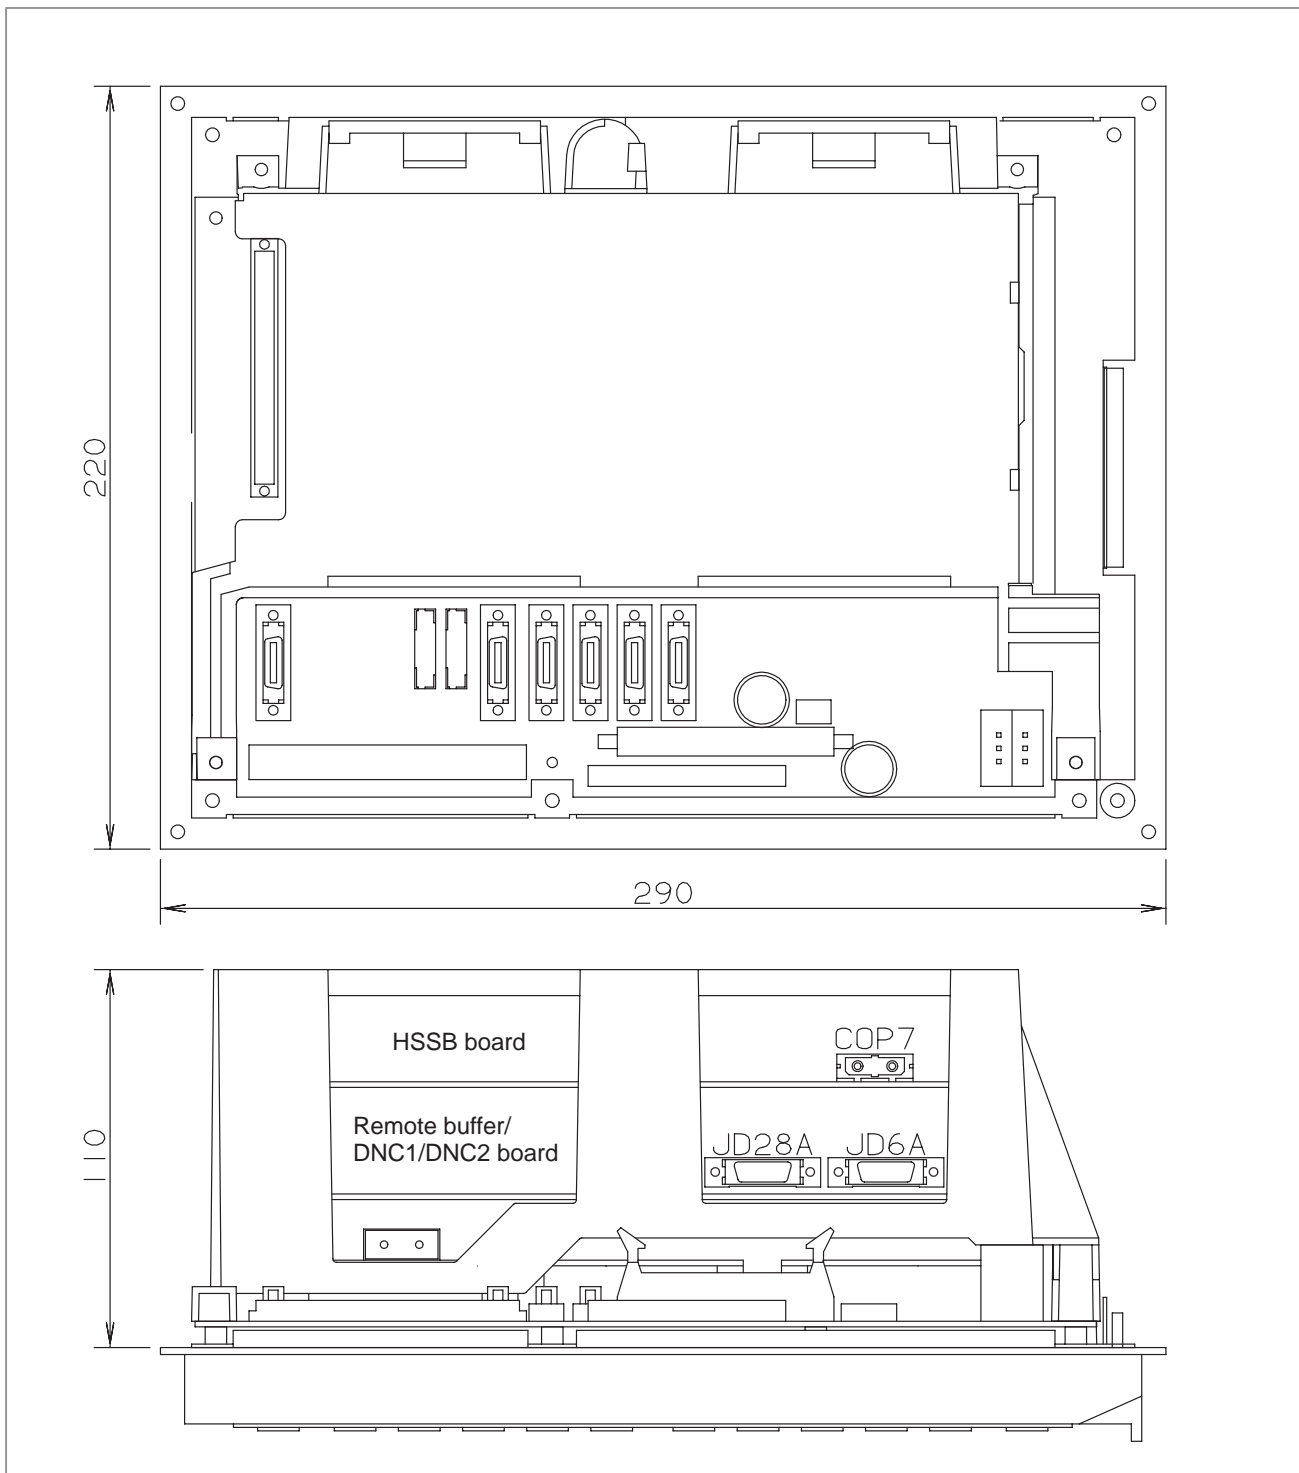 220
290
110
HSSB board
COP7
Remote buffer/
DNC1/DNC2 board
JD28A
JD6A